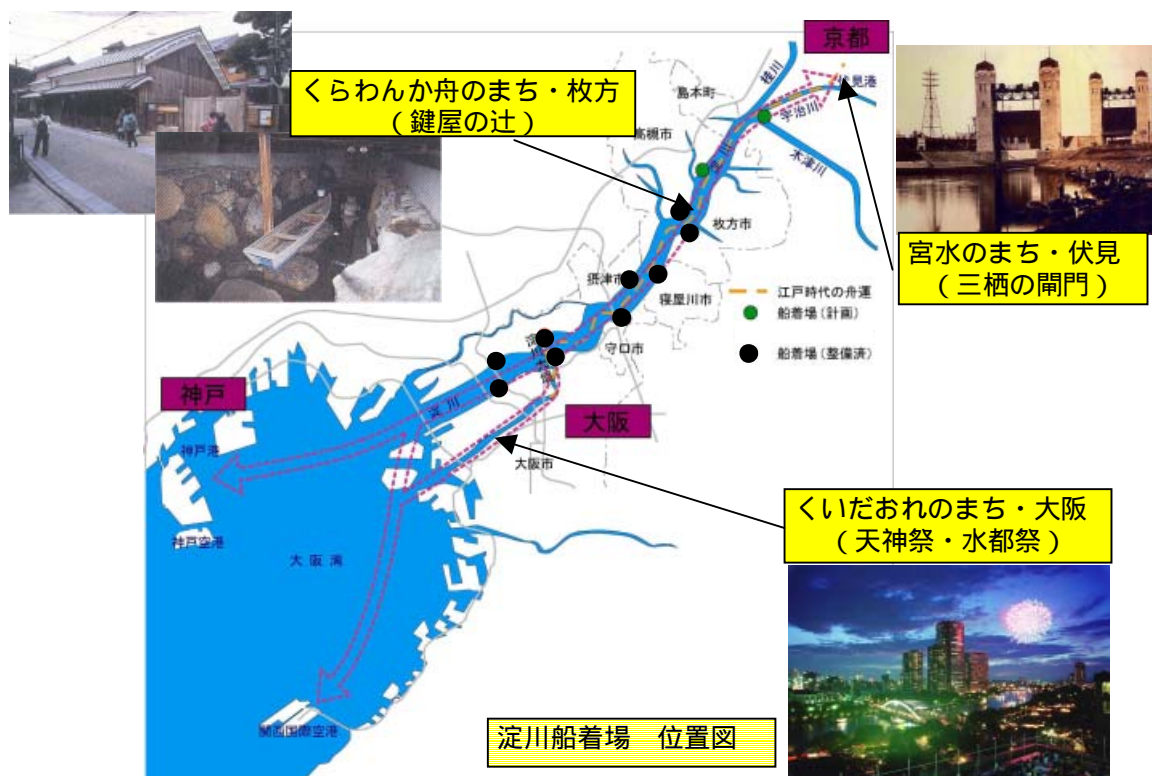 京都
くらわんか舟のまち・枚方
(鍵屋の辻)
桂川
島本町
宇治川
高槻市
木津川
枚方市
宮水のまち・伏見
(三栖の閘門)
摂津市
寝屋川市
江戸時代の舟運
船着場(計画)
船着場(整備済)
守口市
神戸
淀川
大阪
神戸港
大阪市
神戸空港
大阪湾
くいだおれのまち・大阪
(天神祭・水都祭)
関西国際空港
淀川船着場 位置図